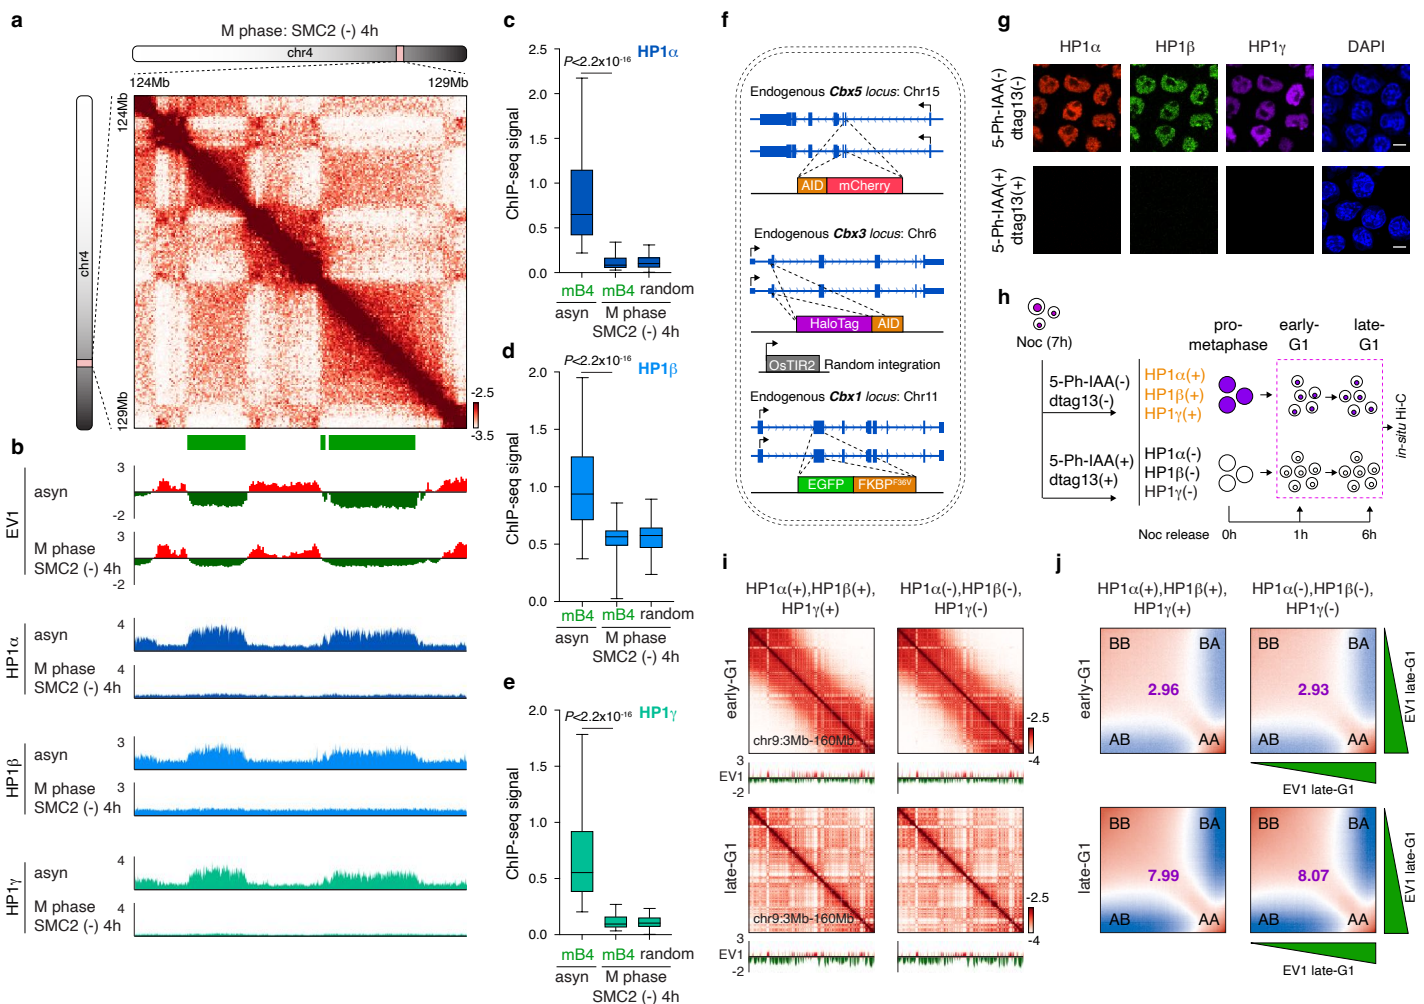 a
M phase: SMC2 (-) 4h
chr4
124Mb
129Mb
124Mb
chr4
129Mb
-2.5
-3.5
b
EV1
asyn
3
-2
M phase
SMC2 (-) 4h
3
-2
HP1α
asyn
4
M phase
SMC2 (-) 4h
4
HP1β
asyn
3
M phase
SMC2 (-) 4h
3
HP1γ
asyn
4
M phase
SMC2 (-) 4h
4
c
HP1α
P<2.2x10-16
ChIP-seq signal
2.5
2.0
1.5
1.0
0.5
0.0
mB4
mB4
random
asyn
M phase
SMC2 (-) 4h
d
HP1β
P<2.2x10-16
ChIP-seq signal
2.0
1.5
1.0
0.5
0.0
mB4
mB4
random
asyn
M phase
SMC2 (-) 4h
e
HP1γ
P<2.2x10-16
ChIP-seq signal
2.0
1.5
1.0
0.5
0.0
mB4
mB4
random
asyn
M phase
SMC2 (-) 4h
f
Endogenous Cbx5 locus: Chr15
AID
mCherry
Endogenous Cbx3 locus: Chr6
HaloTag
AID
OsTIR2
Random integration
Endogenous Cbx1 locus: Chr11
EGFP
FKBPF36V
g
HP1α
HP1β
HP1γ
DAPI
5-Ph-IAA(-)
dtag13(-)
5-Ph-IAA(+)
dtag13(+)
h
Noc (7h)
pro-
metaphase
early-
G1
late-
G1
5-Ph-IAA(-)
dtag13(-)
HP1α(+)
HP1β(+)
HP1γ(+)
5-Ph-IAA(+)
dtag13(+)
HP1α(-)
HP1β(-)
HP1γ(-)
in-situ Hi-C
Noc release
0h
1h
6h
i
HP1α(+),HP1β(+),
HP1γ(+)
HP1α(-),HP1β(-),
HP1γ(-)
early-G1
chr9:3Mb-160Mb
-2.5
-4
EV1
3
-2
late-G1
chr9:3Mb-160Mb
-2.5
-4
EV1
3
-2
j
HP1α(+),HP1β(+),
HP1γ(+)
HP1α(-),HP1β(-),
HP1γ(-)
early-G1
BB
BA
2.96
AB
AA
BB
BA
2.93
AB
AA
EV1 late-G1
EV1 late-G1
late-G1
BB
BA
7.99
AB
AA
BB
BA
8.07
AB
AA
EV1 late-G1
EV1 late-G1